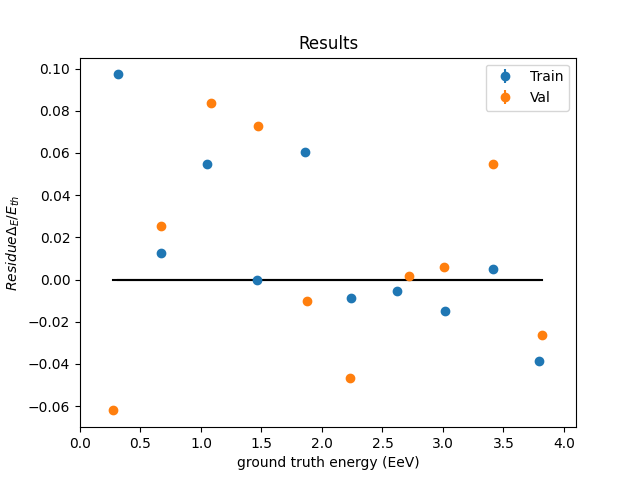 Results
0.10
0.08
0.06
0.04
0.02
0.00
−0.02
−0.04
−0.06
Residue Δ_E/E_th
0.0 0.5 1.0 1.5 2.0 2.5 3.0 3.5 4.0
ground truth energy (EeV)
Train
Val